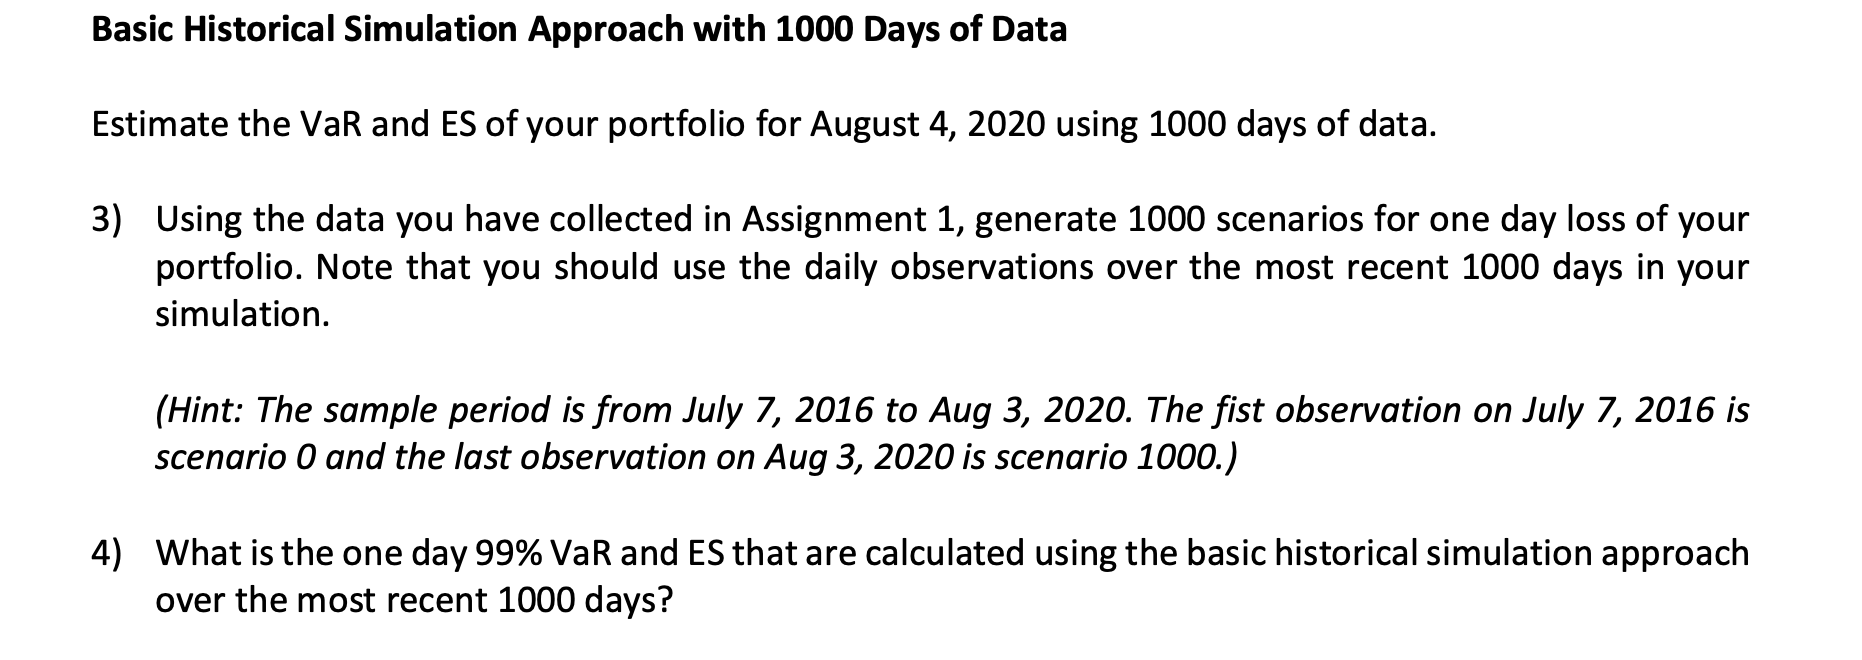 Basic Historical Simulation Approach with 1000 Days of Data
Estimate the VaR and ES of your portfolio for August 4, 2020 using 1000 days of data.
3) Using the data you have collected in Assignment 1, generate 1000 scenarios for one day loss of your
portfolio. Note that you should use the daily observations over the most recent 1000 days in your
simulation.
(Hint: The sample period is from July 7, 2016 to Aug 3, 2020. The fist observation on July 7, 2016 is
scenario 0 and the last observation on Aug 3, 2020 is scenario 1000.)
4) What is the one day 99% VaR and ES that are calculated using the basic historical simulation approach
over the most recent 1000 days?